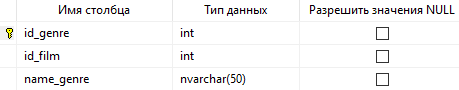 Имя столбца Тип данных Разрешить значения NULL
id_genre int
id_film int
name_genre nvarchar(50)